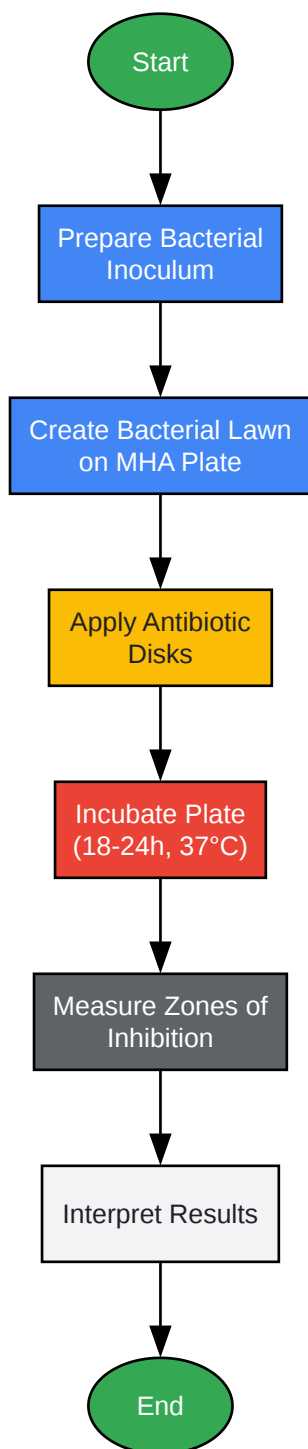 Start
Prepare Bacterial
Inoculum
Create Bacterial Lawn
on MHA Plate
Apply Antibiotic
Disks
Incubate Plate
(18-24h, 37°C)
Measure Zones of
Inhibition
Interpret Results
End